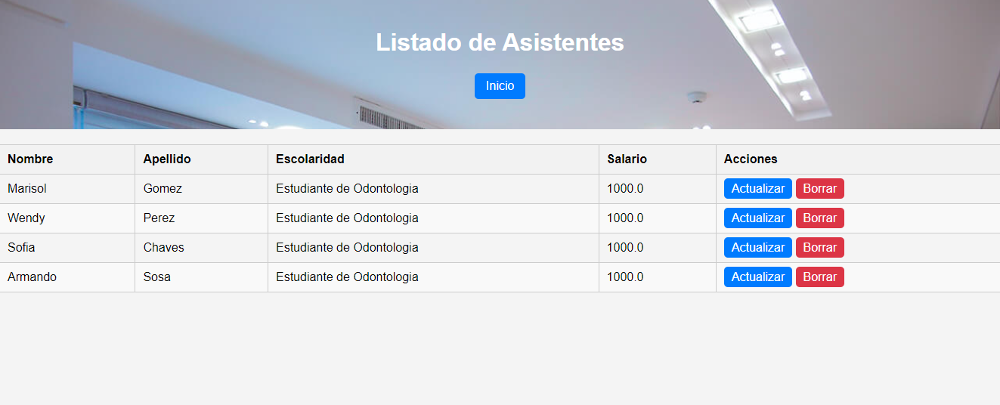 Listado de Asistentes
Inicio
Nombre Apellido Escolaridad Salario Acciones
Marisol Gomez Estudiante de Odontologia 1000.0 Actualizar Borrar
Wendy Perez Estudiante de Odontologia 1000.0 Actualizar Borrar
Sofia Chaves Estudiante de Odontologia 1000.0 Actualizar Borrar
Armando Sosa Estudiante de Odontologia 1000.0 Actualizar Borrar